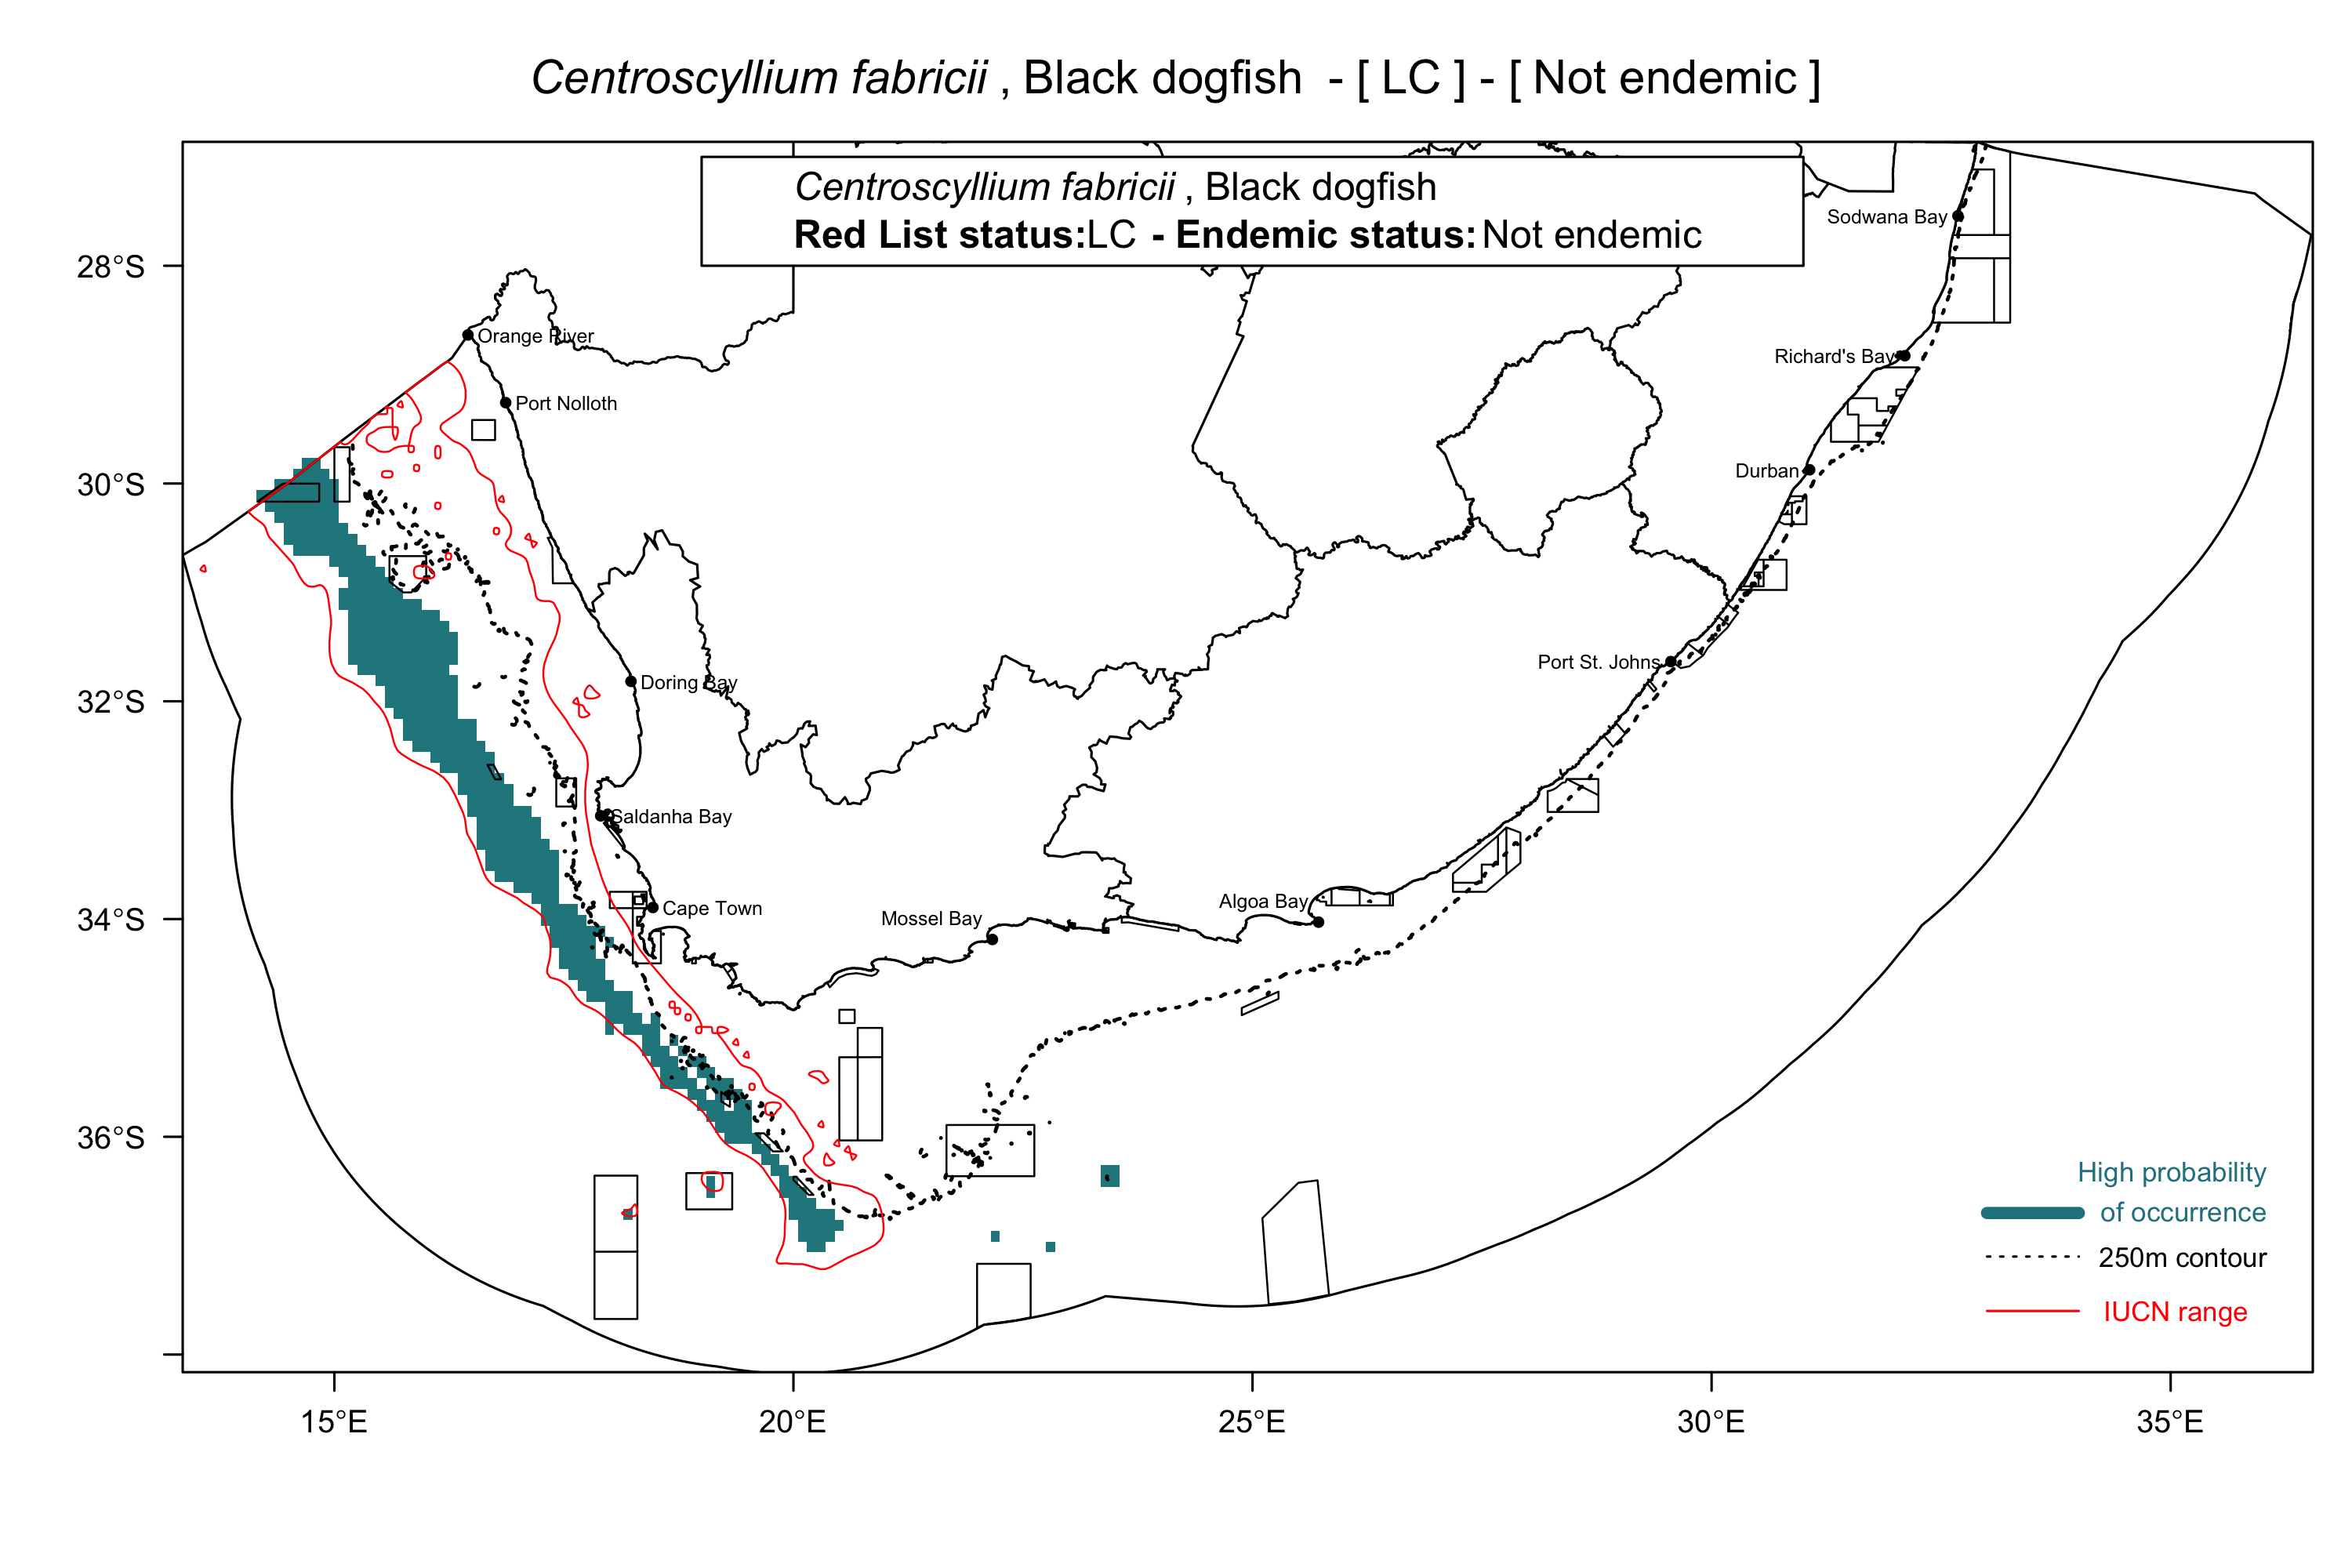 Centroscyllium fabricii , Black dogfish - [ LC ] - [ Not endemic ]
Centroscyllium fabricii , Black dogfish
Red List status:LC - Endemic status:Not endemic
Sodwana Bay
28°S
Orange River
Richard's Bay
Port Nolloth
Durban
30°S
Port St. Johns
Doring Bay
32°S
Saldanha Bay
Algoa Bay
Cape Town
Mossel Bay
34°S
36°S
High probability
of occurrence
250m contour
IUCN range
15°E
20°E
25°E
30°E
35°E